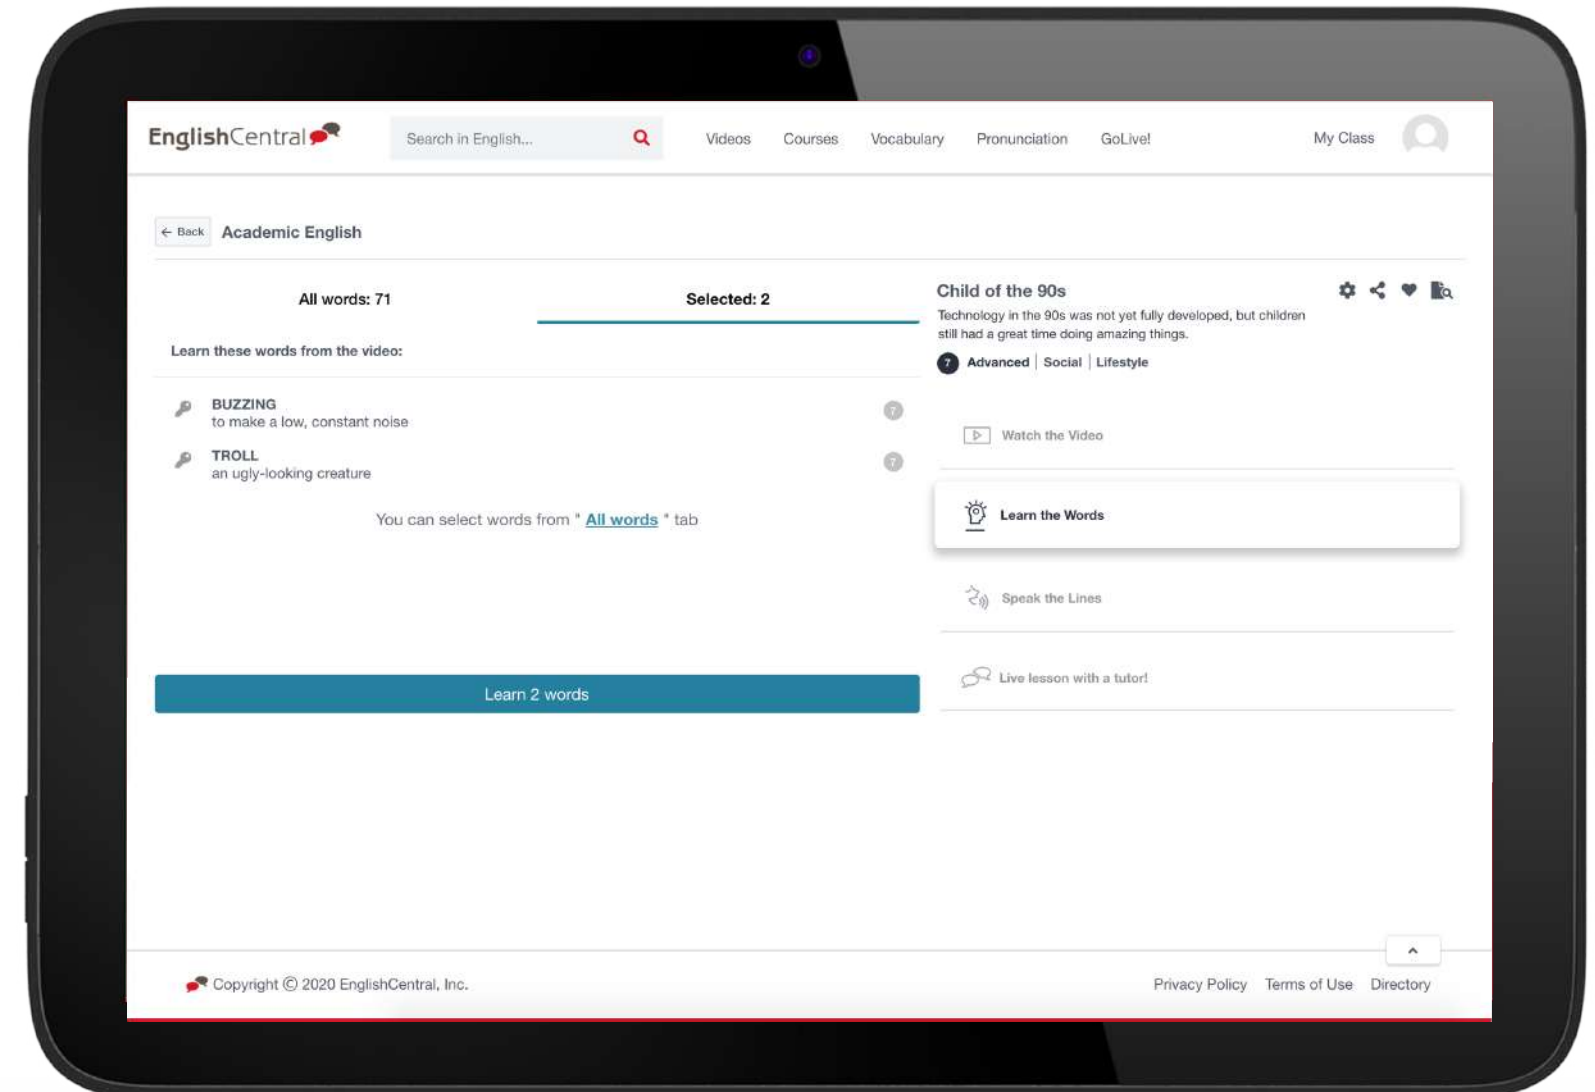 EnglishCentral
Search in English...
Videos Courses Vocabulary Pronunciation GoLive!
My Class
← Back Academic English
All words: 71
Selected: 2
Learn these words from the video:
BUZZING
7
to make a low, constant noise
TROLL
7
an ugly-looking creature
You can select words from " All words " tab
Learn 2 words
Child of the 90s
Technology in the 90s was not yet fully developed, but children
still had a great time doing amazing things.
7 Advanced | Social | Lifestyle
Watch the Video
Learn the Words
Speak the Lines
Live lesson with a tutor!
Copyright © 2020 EnglishCentral, Inc.
Privacy Policy Terms of Use Directory